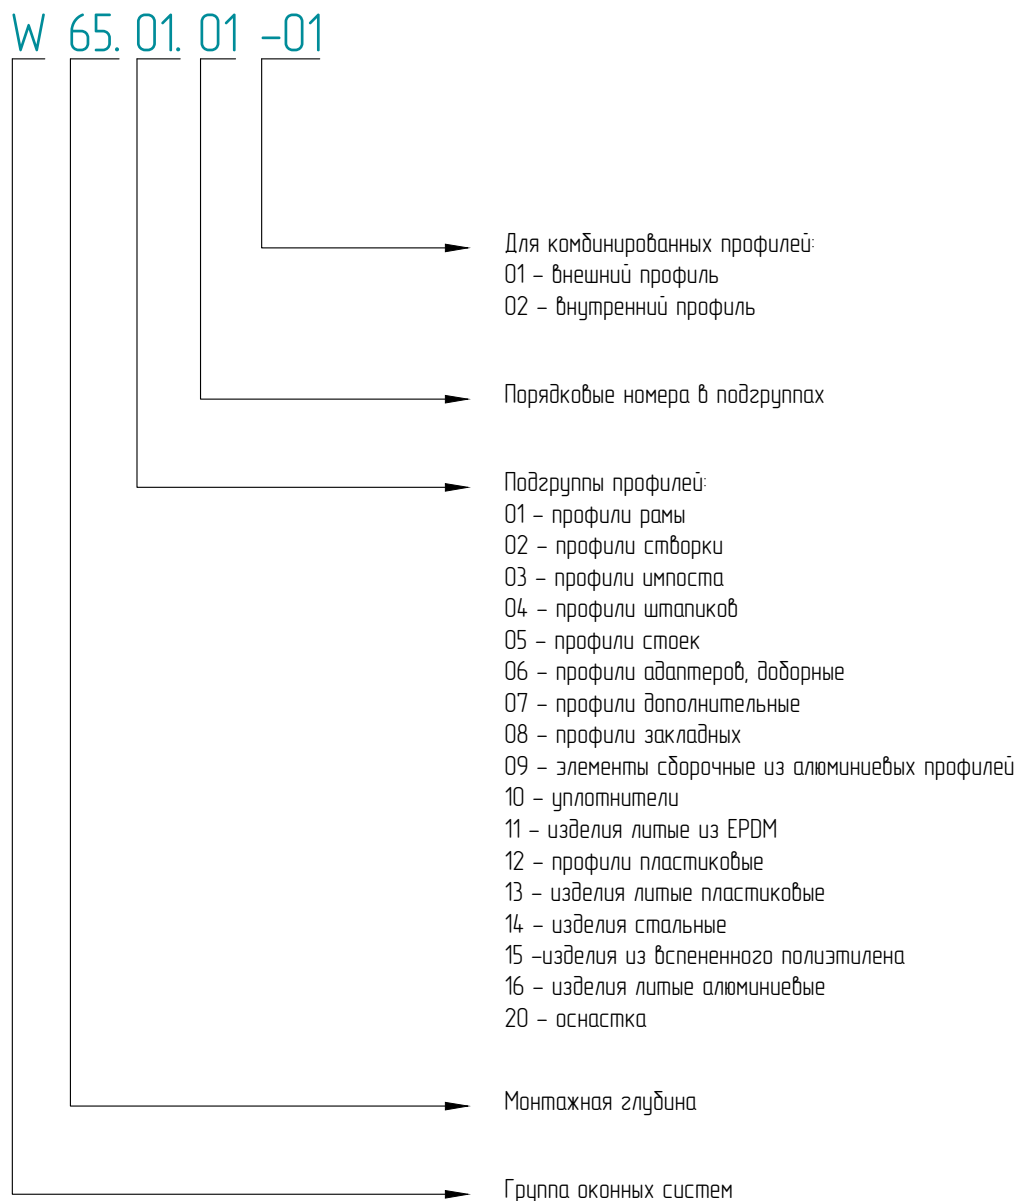 W 65. 01. 01 -01
Для комбинированных профилей:
01 – внешний профиль
02 – внутренний профиль
Порядковые номера в подгруппах
Подгруппы профилей:
01 – профили рамы
02 – профили створки
03 – профили импоста
04 – профили штапиков
05 – профили стоек
06 – профили адаптеров, доборные
07 – профили дополнительные
08 – профили закладных
09 – элементы сборочные из алюминиевых профилей
10 – уплотнители
11 – изделия литые из EPDM
12 – профили пластиковые
13 – изделия литые пластиковые
14 – изделия стальные
15 –изделия из вспененного полиэтилена
16 – изделия литые алюминиевые
20 – оснастка
Монтажная глубина
Группа оконных систем